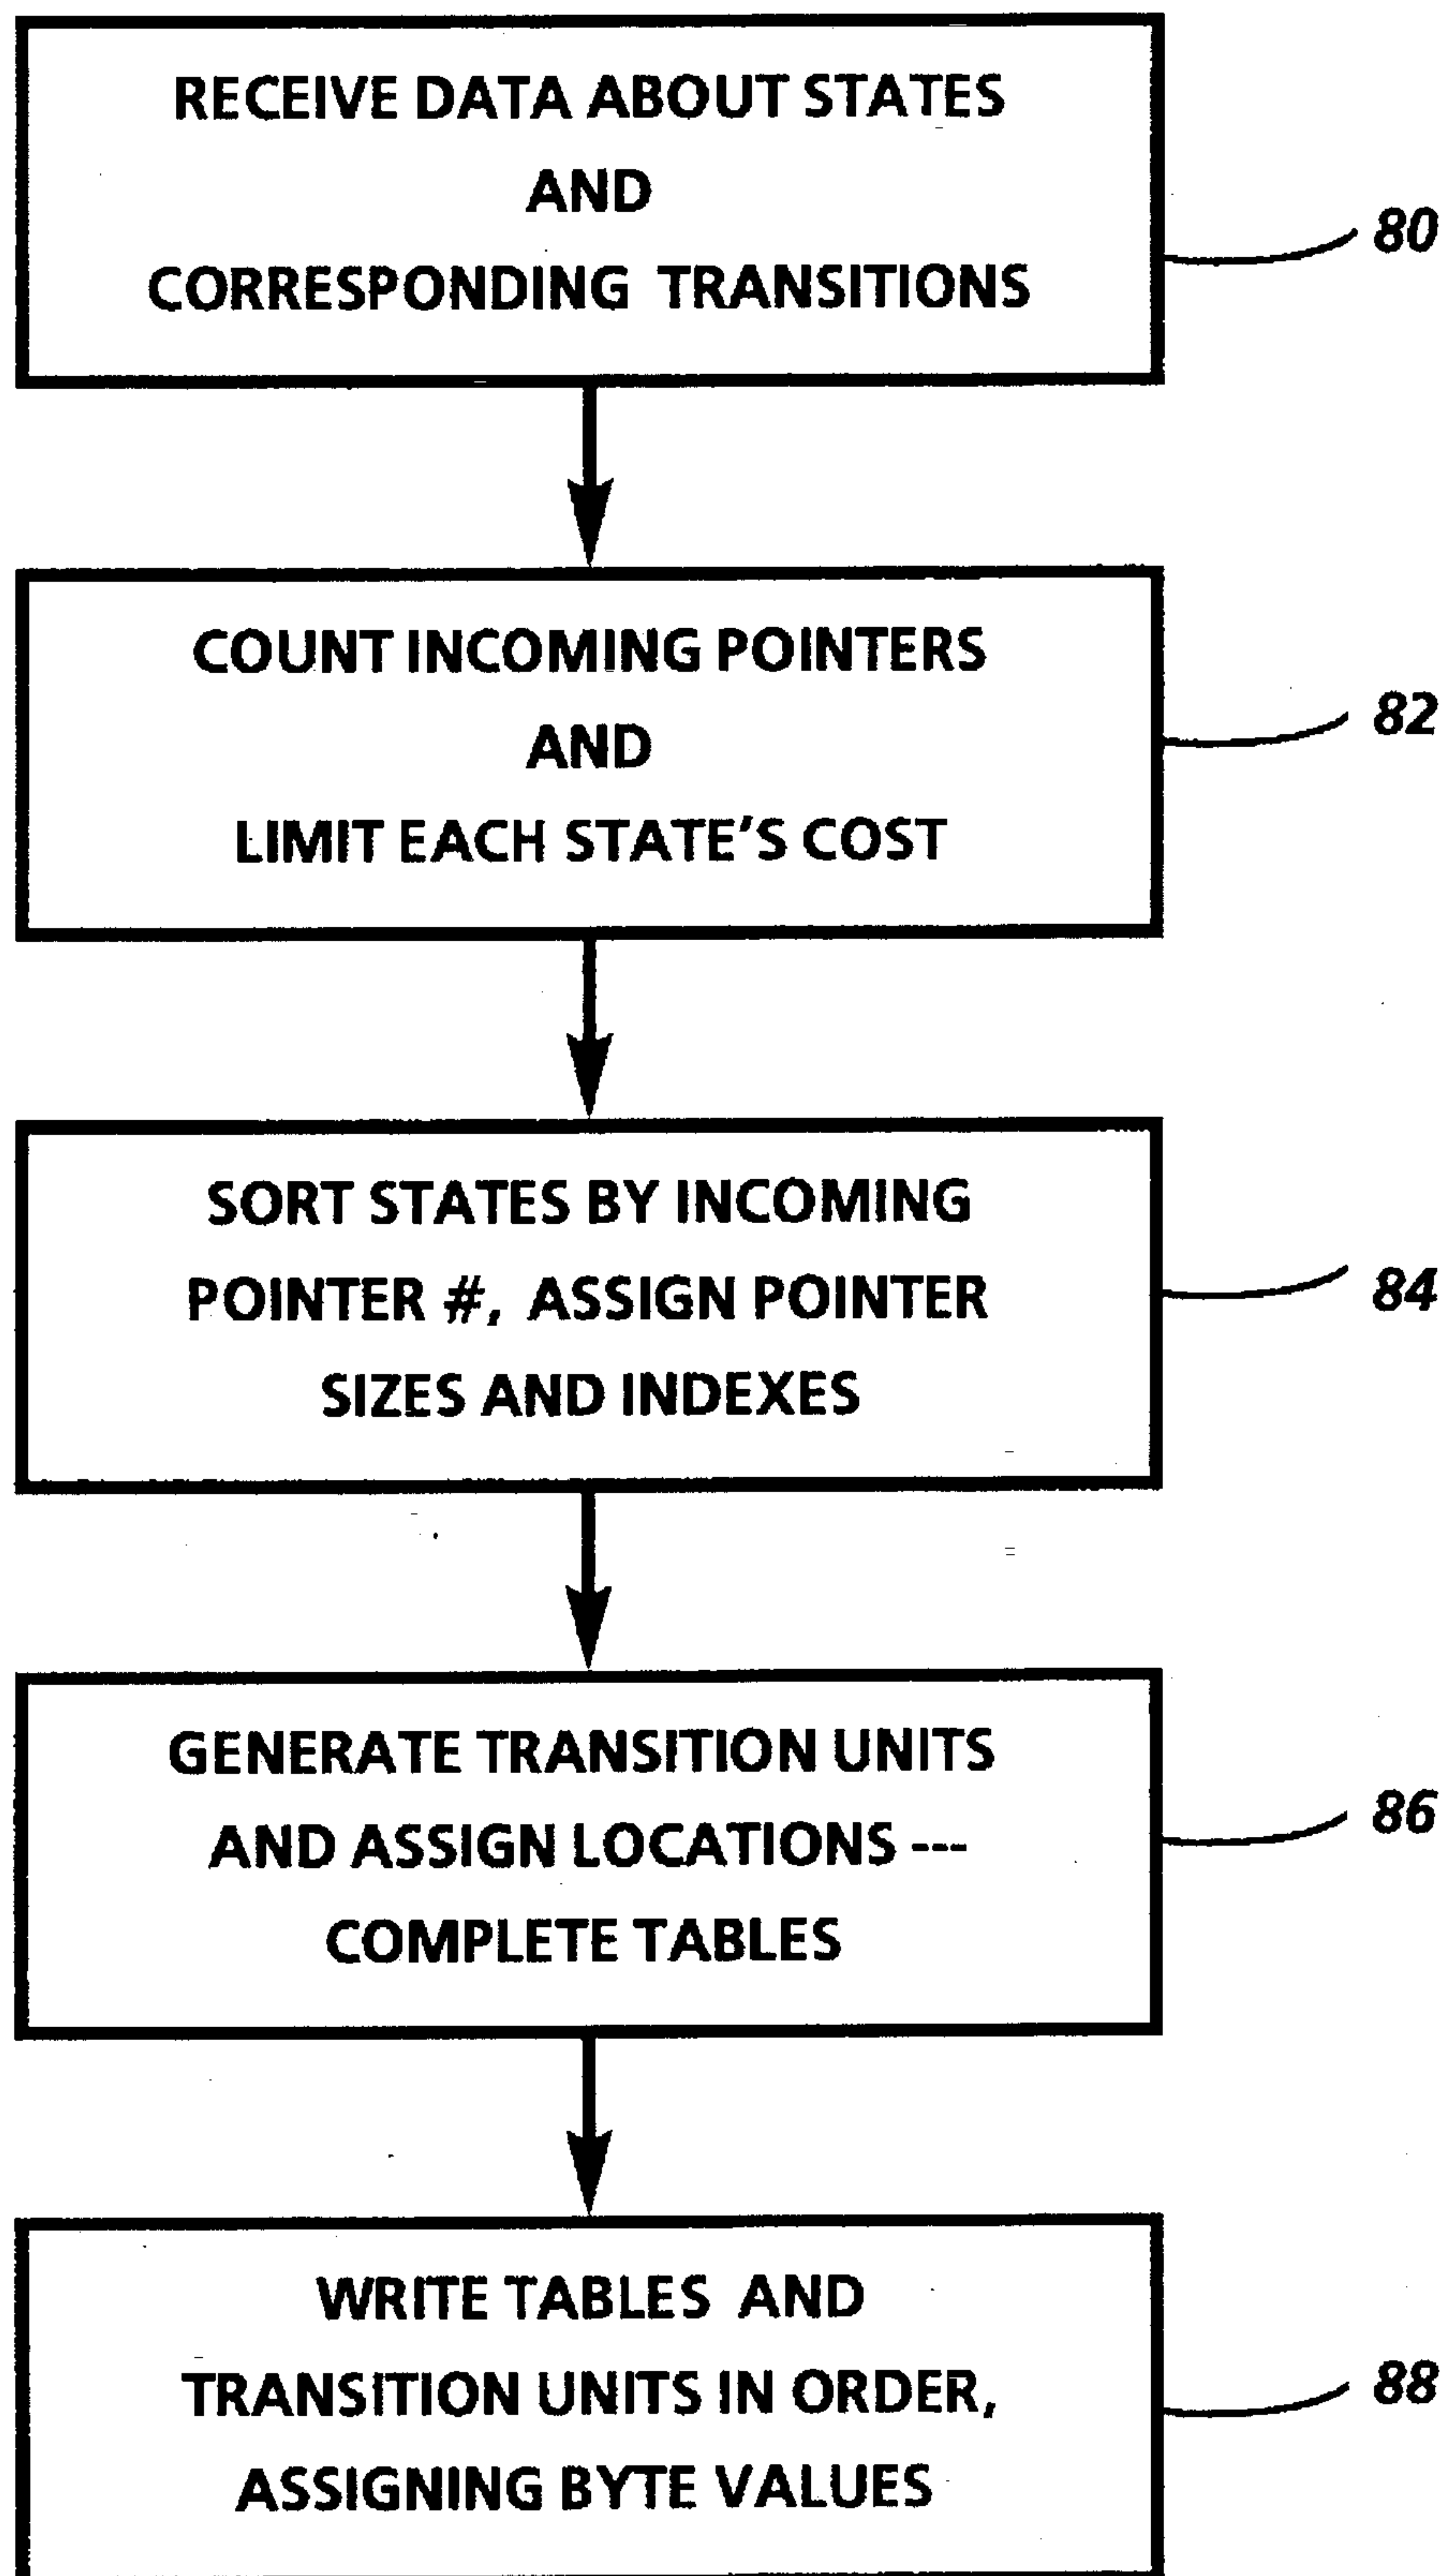 RECEIVE DATA ABOUT STATES
AND
CORRESPONDING TRANSITIONS
80
COUNT INCOMING POINTERS
AND
LIMIT EACH STATE'S COST
82
SORT STATES BY INCOMING
POINTER #, ASSIGN POINTER
SIZES AND INDEXES
84
GENERATE TRANSITION UNITS
AND ASSIGN LOCATIONS ---
COMPLETE TABLES
86
WRITE TABLES AND
TRANSITION UNITS IN ORDER,
ASSIGNING BYTE VALUES
88